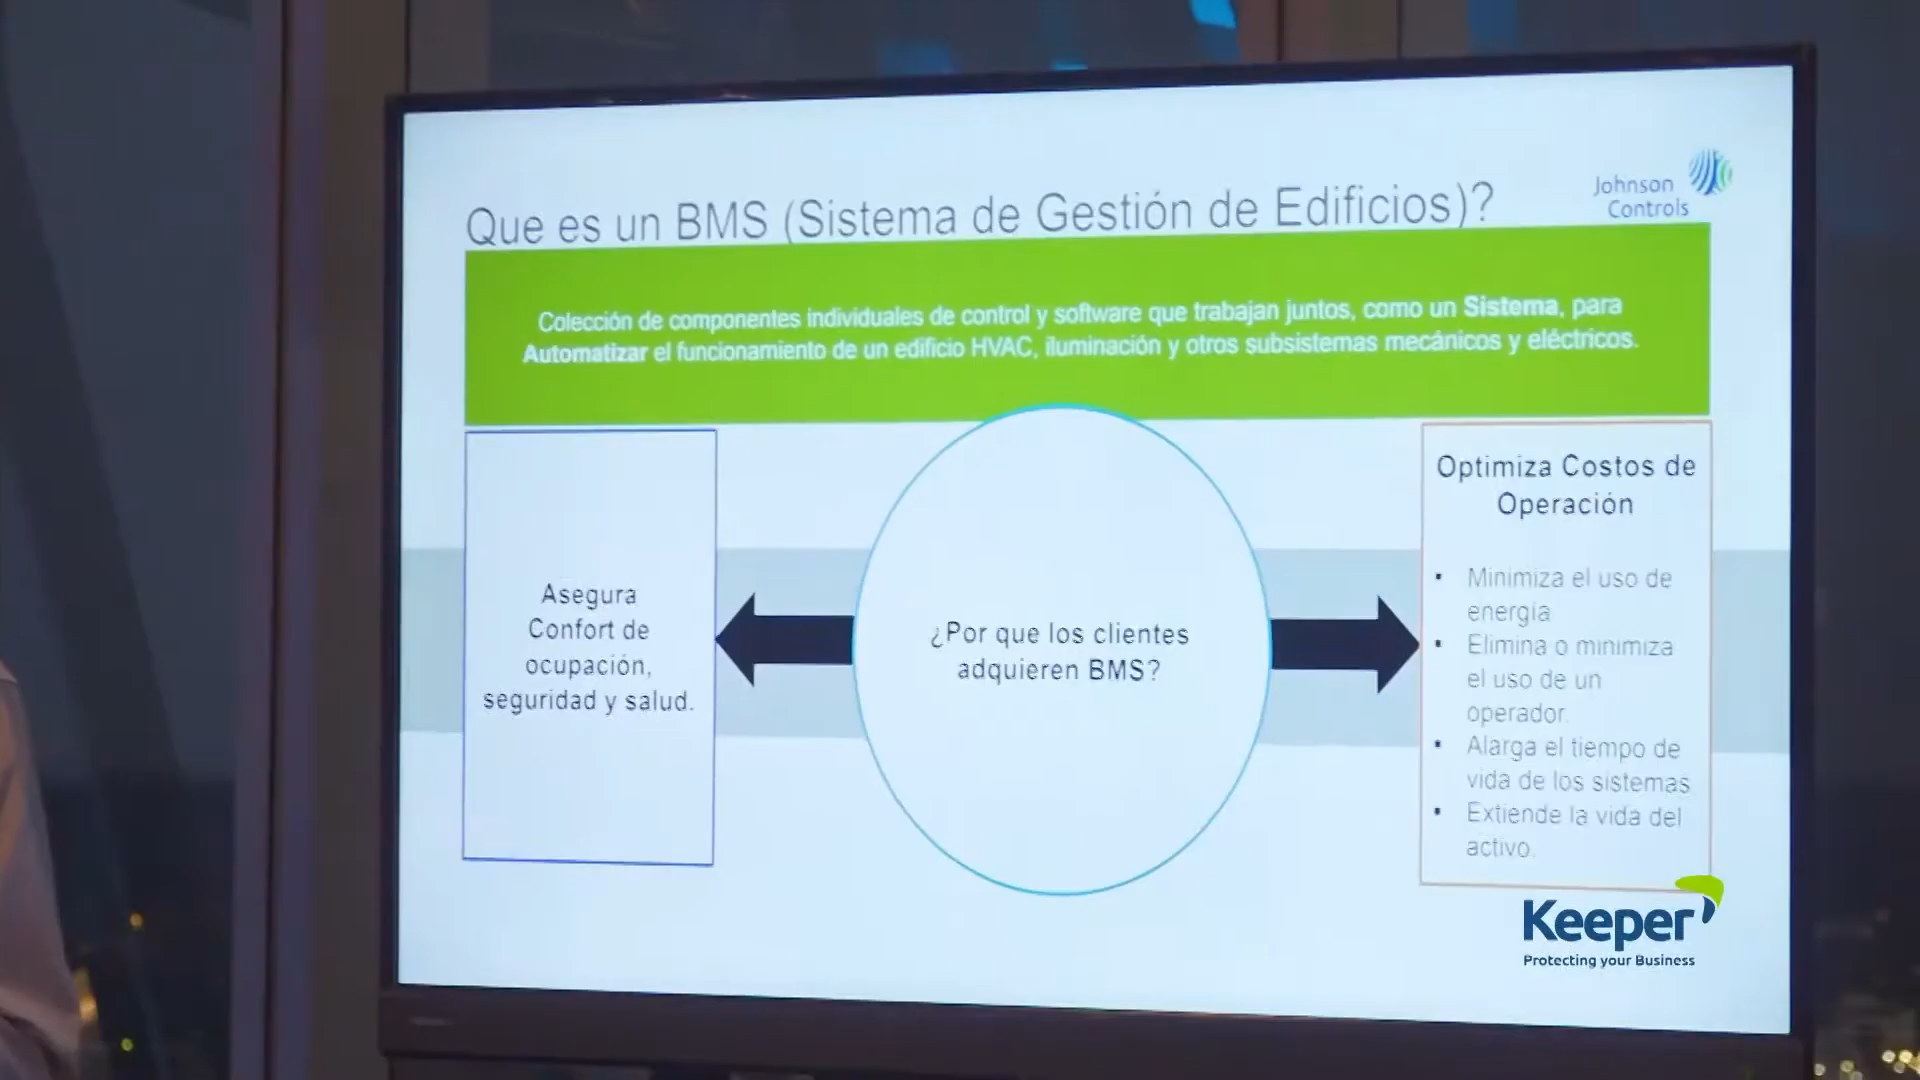 Johnson
Controls
Que es un BMS (Sistema de Gestión de Edificios)?
Colección de componentes individuales de control y software que trabajan juntos, como un Sistema, para
Automatizar el funcionamiento de un edificio HVAC, iluminación y otros subsistemas mecánicos y eléctricos.
Asegura
Confort de
ocupación,
seguridad y salud.
¿Por que los clientes
adquieren BMS?
Optimiza Costos de
Operación
▪ Minimiza el uso de
energía
▪ Elimina o minimiza
el uso de un
operador.
▪ Alarga el tiempo de
vida de los sistemas
▪ Extiende la vida del
activo.
Keeper
Protecting your Business